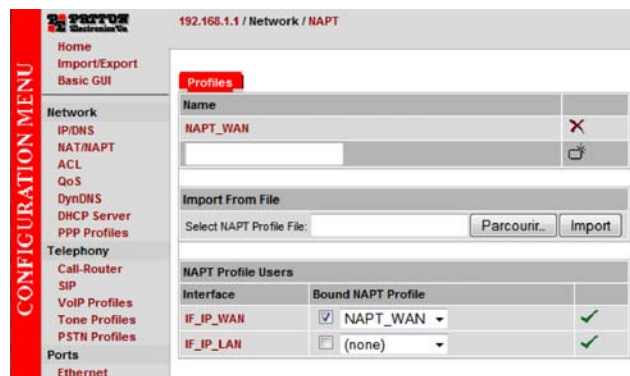 PATTON
Electronics Co.
192.168.1.1 / Network / NAPT
CONFIGURATION MENU
Home
Import/Export
Basic GUI
Network
IP/DNS
NAT/NAPT
ACL
QoS
DynDNS
DHCP Server
PPP Profiles
Telephony
Call-Router
SIP
VoIP Profiles
Tone Profiles
PSTN Profiles
Ports
Ethernet
Profiles
Name
NAPT_WAN
Import From File
Select NAPT Profile File: Parcourir... Import
NAPT Profile Users
Interface Bound NAPT Profile
IF_IP_WAN NAPT_WAN
IF_IP_LAN (none)